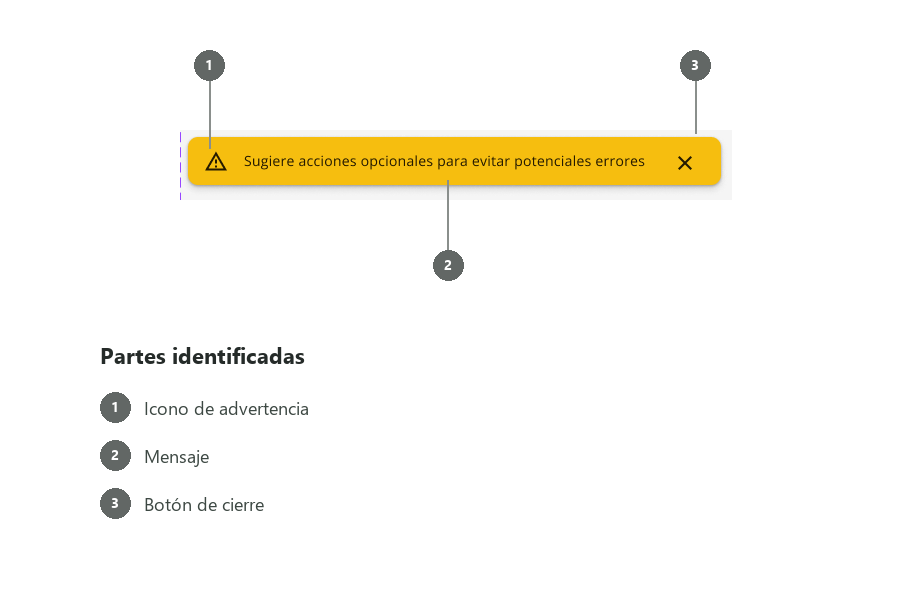 1
3
Sugiere acciones opcionales para evitar potenciales errores
2
Partes identificadas
1 Icono de advertencia
2 Mensaje
3 Botón de cierre